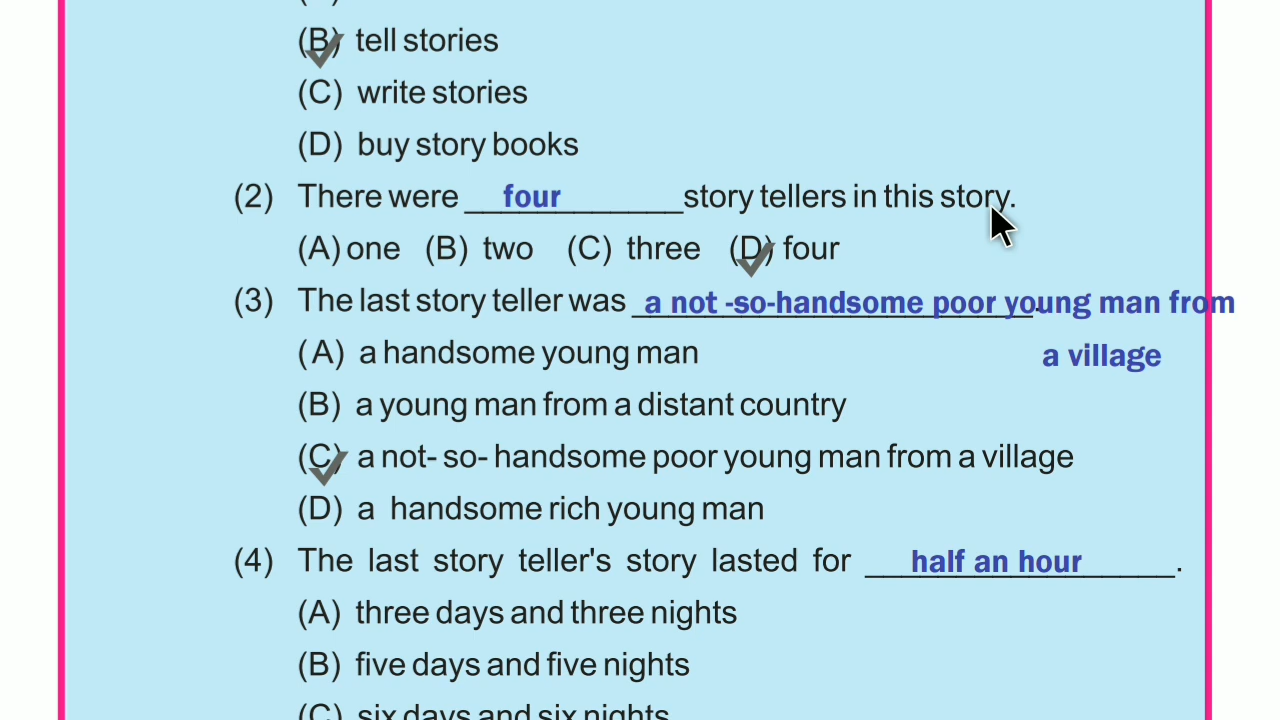 (B) tell stories
(C) write stories
(D) buy story books
(2) There were ____four____ story tellers in this story.
(A) one (B) two (C) three (D) four
(3) The last story teller was a not -so-handsome poor young man from
a village
(A) a handsome young man
(B) a young man from a distant country
(C) a not- so- handsome poor young man from a village
(D) a handsome rich young man
(4) The last story teller's story lasted for ____half an hour____.
(A) three days and three nights
(B) five days and five nights
(C) six days and six nights